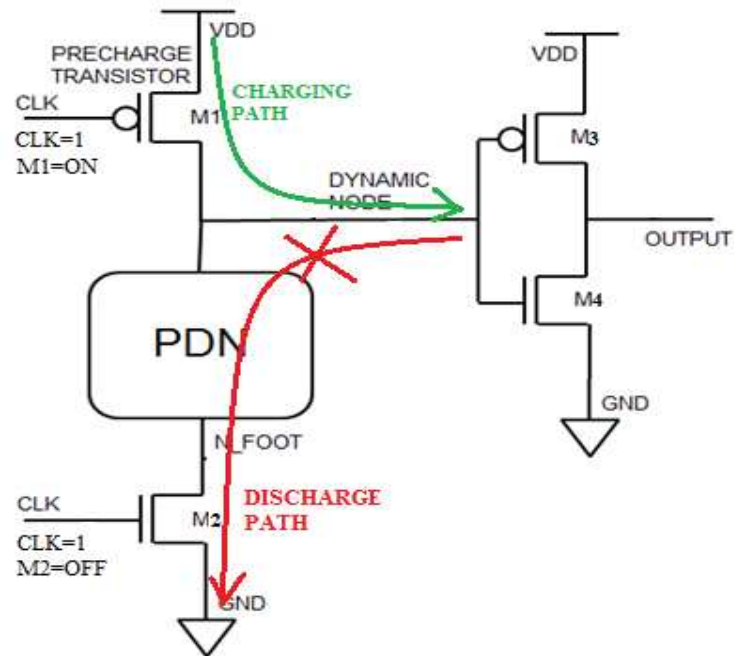 VDD
PRECHARGE
TRANSISTOR
CLK
CLK=1
M1=ON
M1
CHARGING
PATH
VDD
M3
DYNAMIC
NODE
OUTPUT
M4
PDN
GND
N_FOOT
CLK
CLK=1
M2=OFF
M2
DISCHARGE
PATH
GND